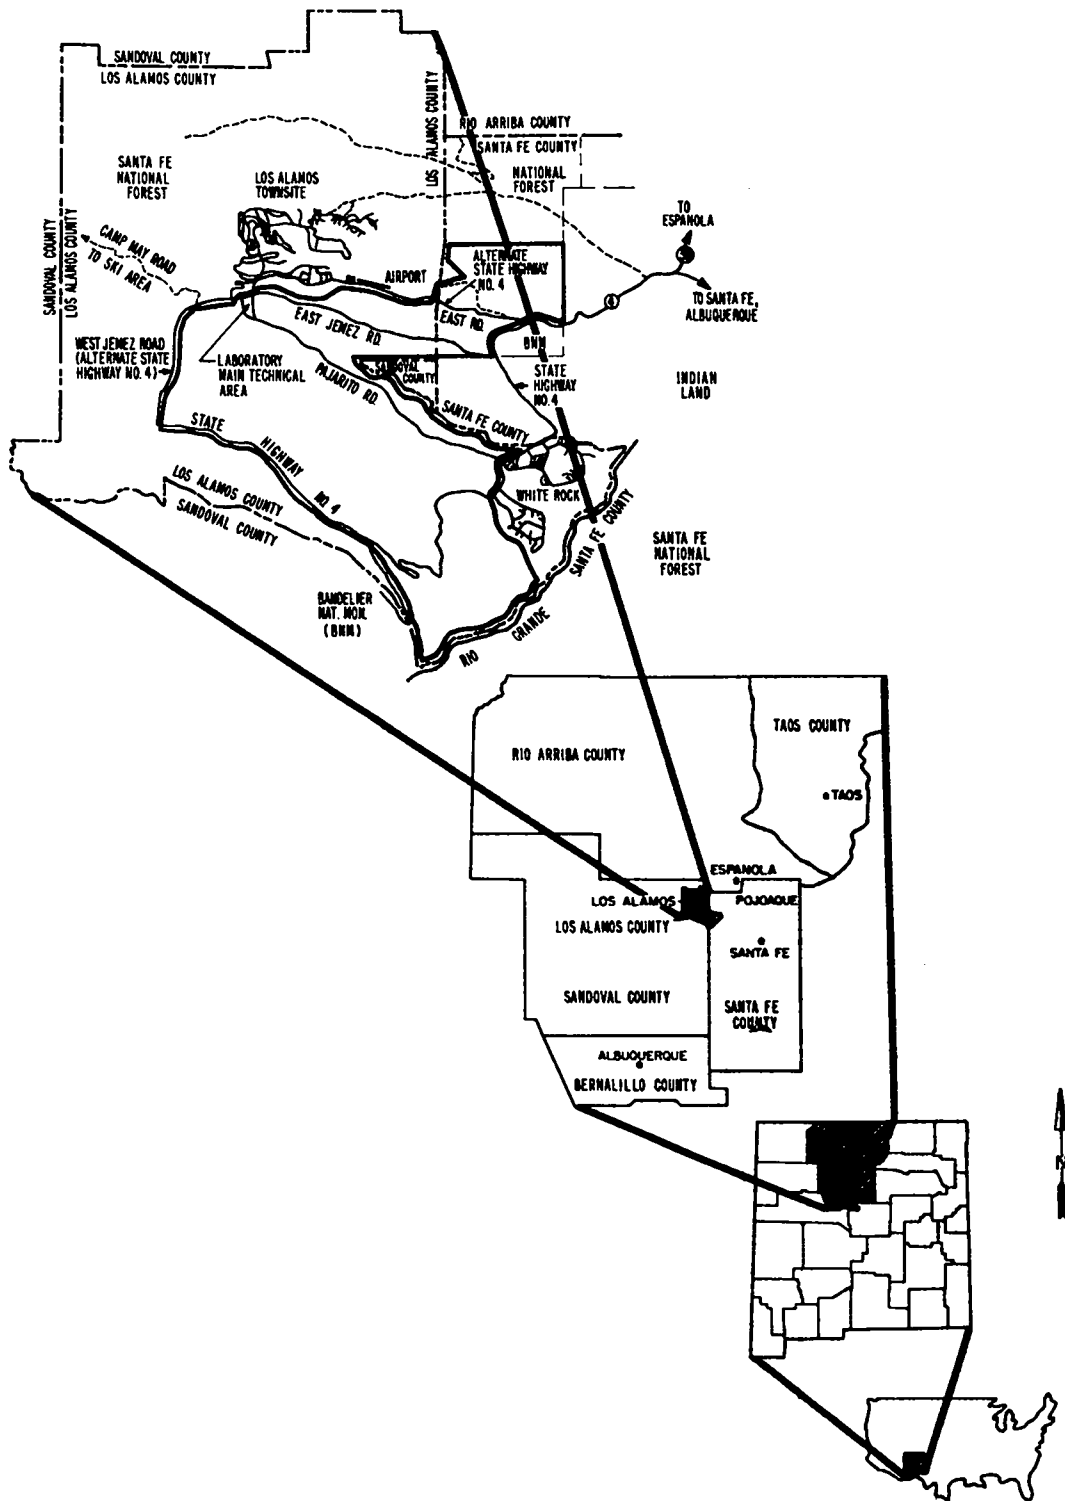 SANDOVAL COUNTY
LOS ALAMOS COUNTY
LOS ALAMOS COUNTY
RIO ARRIBA COUNTY
SANTA FE COUNTY
SANTA FE
NATIONAL
FOREST
LOS ALAMOS
TOWNSITE
NATIONAL
FOREST
TO
ESPANOLA
SANDOVAL COUNTY
LOS ALAMOS COUNTY
CAMP MAY ROAD
TO SKI AREA
AIRPORT
ALTERNATE
STATE HIGHWAY
NO. 4
4
TO SANTA FE,
ALBUQUERQUE
EAST JEMEZ RD.
EAST RD.
BNM
WEST JEMEZ ROAD
(ALTERNATE STATE
HIGHWAY NO. 4)
LABORATORY
MAIN TECHNICAL
AREA
PAJARITO RD.
SANDOVAL
COUNTY
STATE
HIGHWAY
NO. 4
INDIAN
LAND
SANTA FE COUNTY
STATE
HIGHWAY
NO. 4
LOS ALAMOS COUNTY
SANDOVAL COUNTY
WHITE ROCK
SANTA FE COUNTY
SANTA FE
NATIONAL
FOREST
BANDELIER
NAT. MON.
(BNM)
RIO
GRANDE
TAOS COUNTY
RIO ARRIBA COUNTY
TAOS
ESPANOLA
LOS ALAMOS
POJOAQUE
LOS ALAMOS COUNTY
SANTA FE
SANDOVAL COUNTY
SANTA FE
COUNTY
ALBUQUERQUE
BERNALILLO COUNTY
N